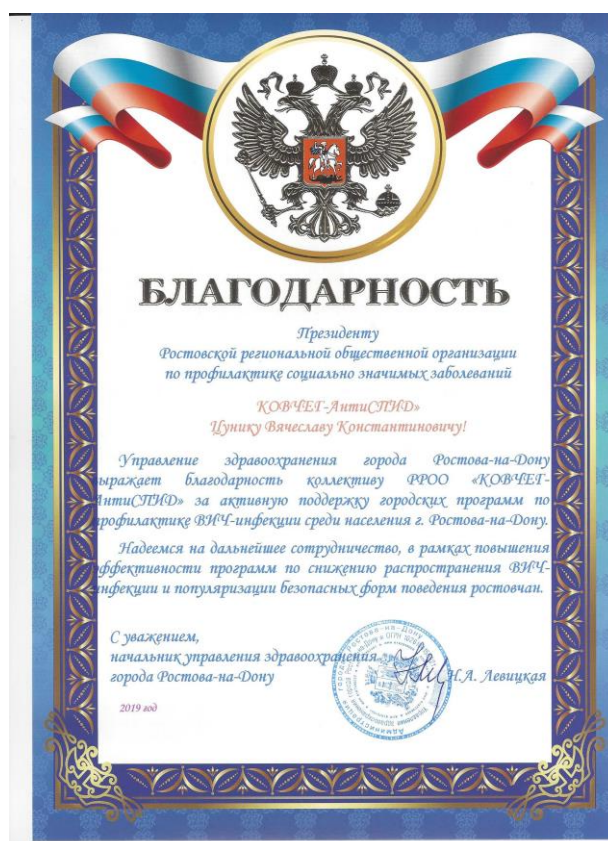 БЛАГОДАРНОСТЬ
Президенту
Ростовской региональной общественной организации
по профилактике социально значимых заболеваний
КОВЧЕГ-АнтиСПИД»
Цунику Вячеславу Константиновичу!
Управление здравоохранения города Ростова-на-Дону
ыражает благодарность коллективу РРОО «КОВЧЕГ-
АнтиСПИД» за активную поддержку городских программ по
рофилактике ВИЧ-инфекции среди населения г. Ростова-на-Дону.
Надеемся на дальнейшее сотрудничество, в рамках повышения
эффективности программ по снижению распространения ВИЧ-
инфекции и популяризации безопасных форм поведения ростовчан.
С уважением,
начальник управления здравоохранения
города Ростова-на-Дону
Н.А. Левицкая
2019 год